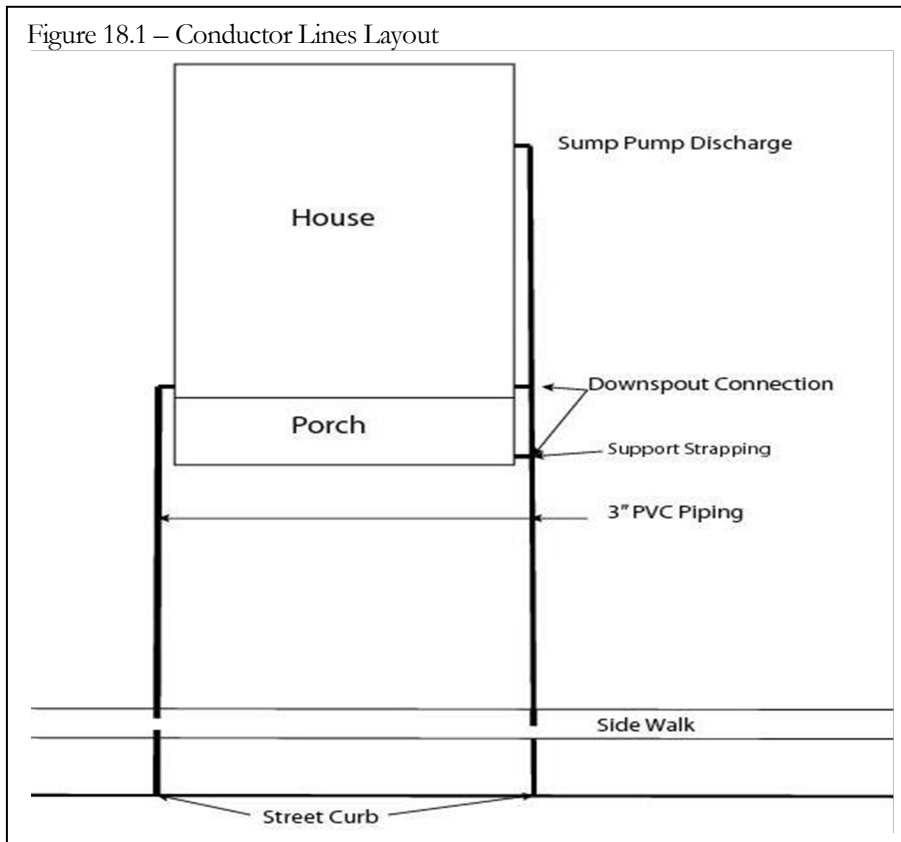 Figure 18.1 – Conductor Lines Layout
Sump Pump Discharge
House
Downspout Connection
Porch
Support Strapping
3" PVC Piping
Side Walk
Street Curb